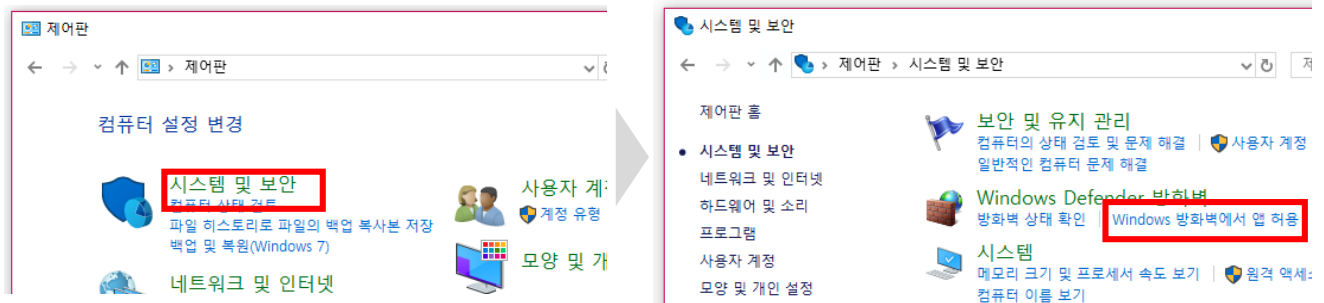 제어판
제어판
컴퓨터 설정 변경
시스템 및 보안
컴퓨터 상태 검토
파일 히스토리로 파일의 백업 복사본 저장
백업 및 복원(Windows 7)
네트워크 및 인터넷
사용자 계정
계정 유형
모양 및 개
시스템 및 보안
제어판 › 시스템 및 보안
제어판 홈
시스템 및 보안
네트워크 및 인터넷
하드웨어 및 소리
프로그램
사용자 계정
모양 및 개인 설정
보안 및 유지 관리
컴퓨터의 상태 검토 및 문제 해결
사용자 계정
일반적인 컴퓨터 문제 해결
Windows Defender 방화벽
방화벽 상태 확인
Windows 방화벽에서 앱 허용
시스템
메모리 크기 및 프로세서 속도 보기
원격 액세스
컴퓨터 이름 보기